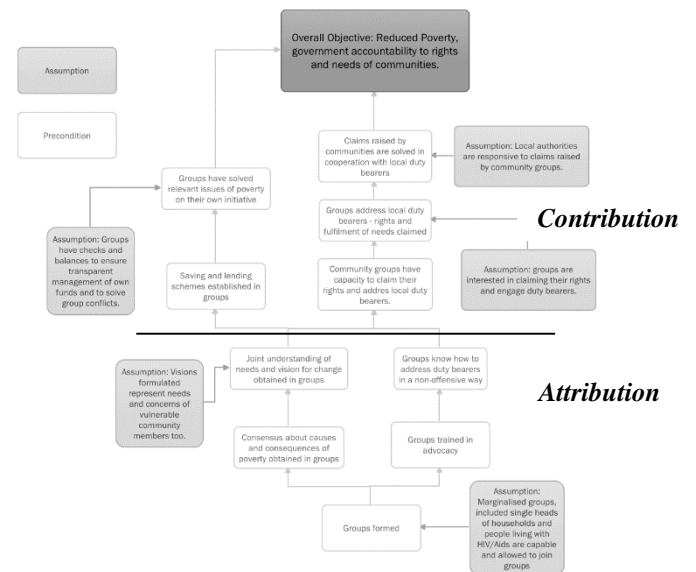 Overall Objective: Reduced Poverty,
government accountability to rights
and needs of communities.
Assumption
Precondition
Claims raised by
communities are solved in
cooperation with local duty
bearers
Assumption: Local authorities
are responsive to claims raised
by community groups.
Groups have solved
relevant issues of poverty
on their own initiative
Groups address local duty
bearers - rights and
fulfilment of needs claimed
Contribution
Assumption: Groups
have checks and
balances to ensure
transparent
management of own
funds and to solve
group conflicts.
Saving and lending
schemes established in
groups
Community groups have
capacity to claim their
rights and addres local duty
bearers.
Assumption: groups are
interested in claiming their rights
and engage duty bearers.
Joint understanding of
needs and vision for change
obtained in groups
Groups know how to
address duty bearers
in a non-offensive way
Assumption: Visions
formulated
represent needs
and concerns of
vulnerable
community
members too.
Attribution
Consensus about causes
and consequences of
poverty obtained in groups
Groups trained in
advocacy
Groups formed
Assumption:
Marginalised groups,
included single heads
of households and
people living with
HIV/Aids are capable
and allowed to join
groups